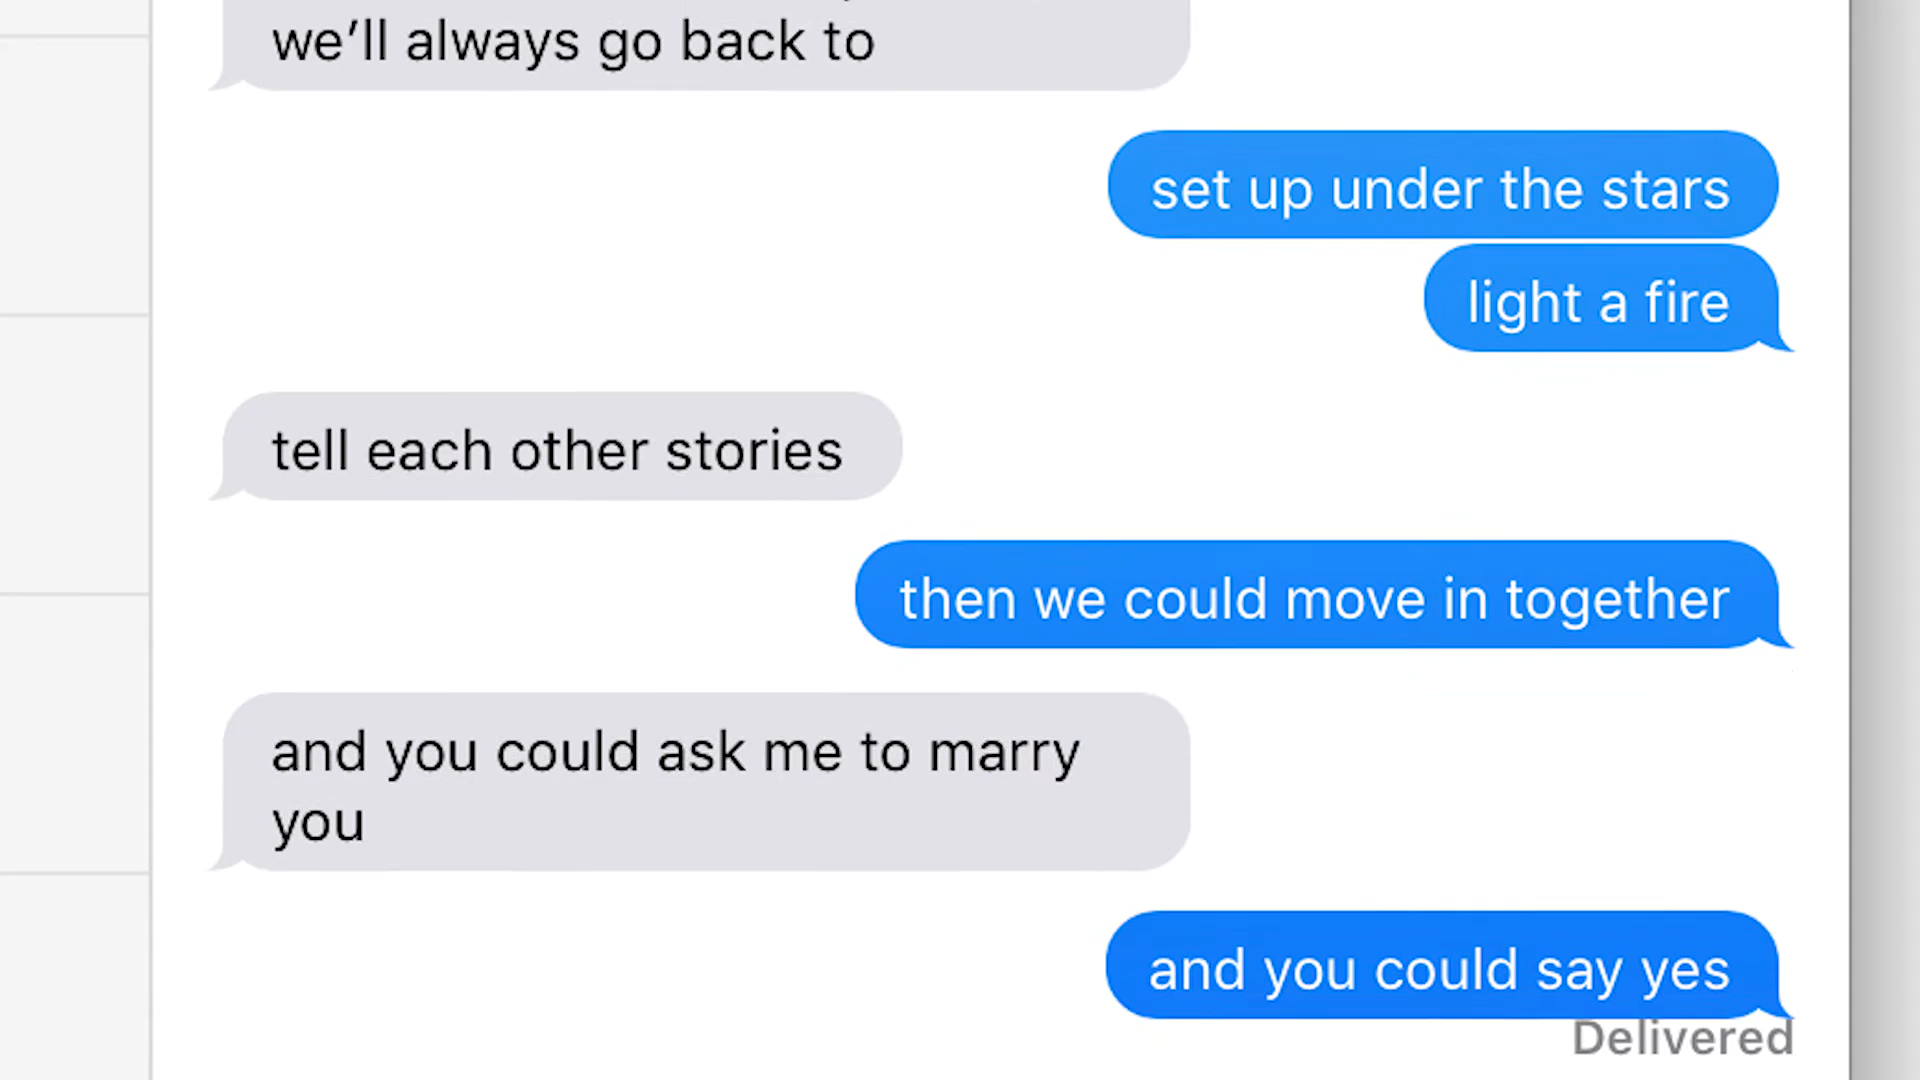 we’ll always go back to
set up under the stars
light a fire
tell each other stories
then we could move in together
and you could ask me to marry
you
and you could say yes
Delivered